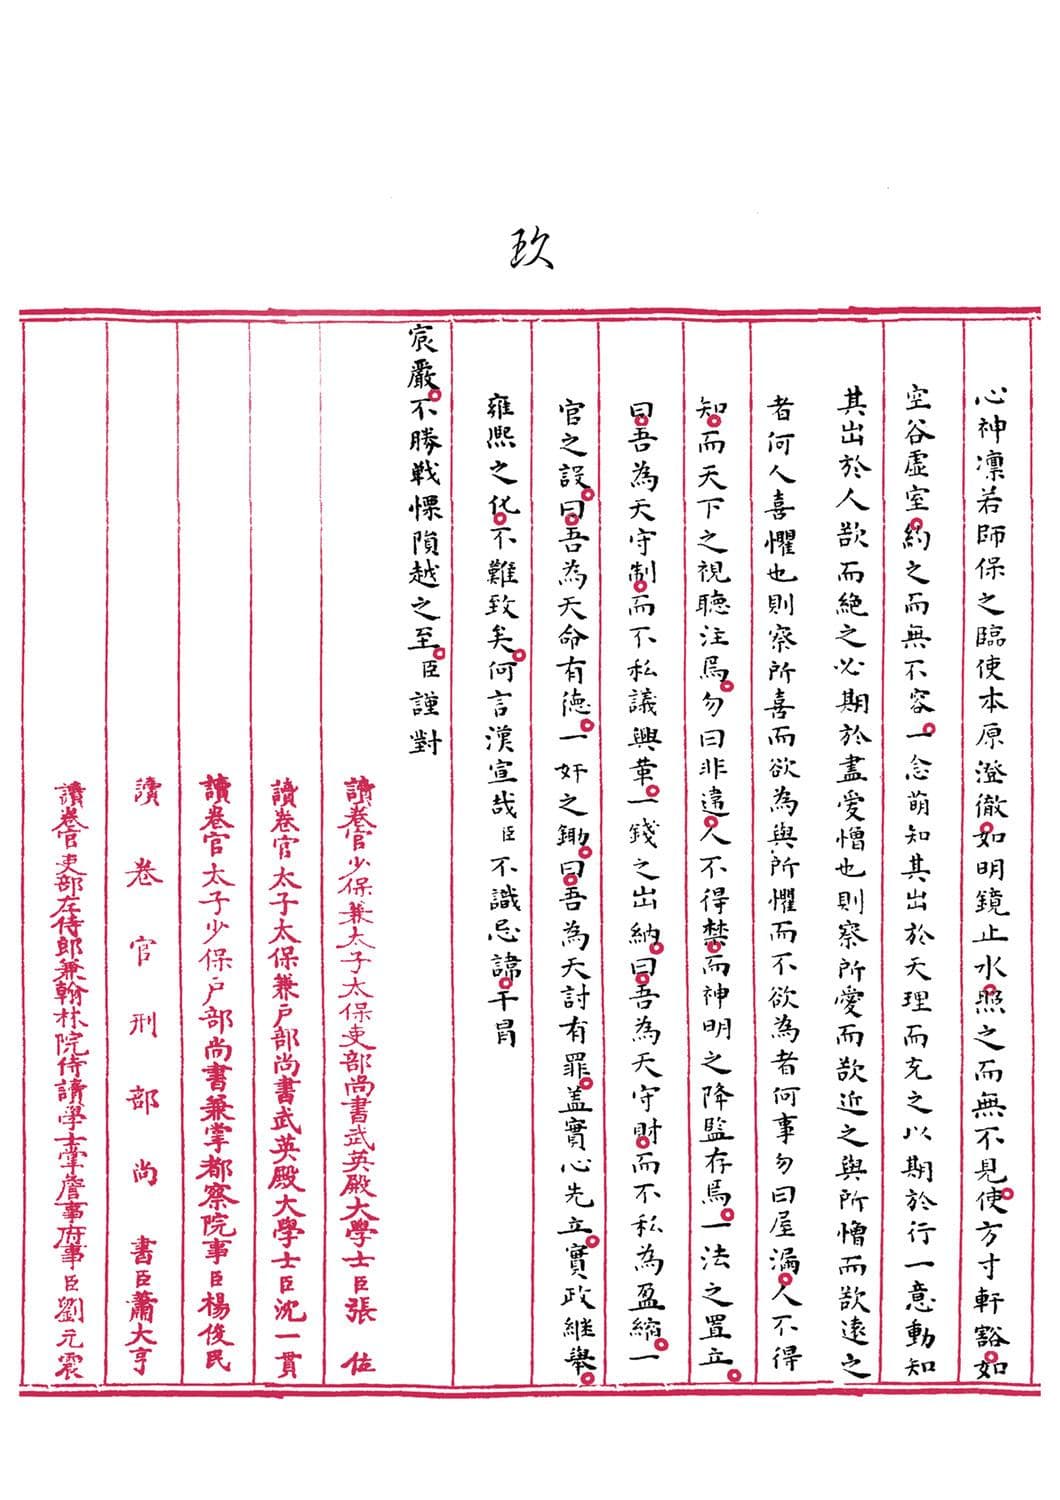 玖
心神凛若師保之臨使本原澄徹如明鏡止水照之而無不見使方寸軒豁如
空谷虚室約之而無不容一念萌知其出於天理而充之以期於行一意動知
其出於人欲而絶之必期於盡愛憎也則察所愛而欲近之與所憎而欲遠之
者何人喜懼也則察所喜而欲為與所懼而不欲為者何事勿曰屋漏人不得
知而天下之視聽注焉勿曰非違人不得禁而神明之降監存焉一法之置立
曰吾為天守制而不私議興革一錢之出納曰吾為天守財而不私為盈縮一
官之設曰吾為天命有德一奸之鋤曰吾為天討有罪盖實心先立實政継舉
雍熙之化不難致矣何言漢宣哉臣不識忌諱干冐
宸嚴不勝戦慄隕越之至臣謹對
讀巻官少保兼太子太保吏部尚書武英殿大學士臣張位
讀巻官太子太保兼户部尚書武英殿大學士臣沈一貫
讀巻官太子少保户部尚書兼掌都察院事臣楊俊民
讀巻官刑部尚書臣蕭大亨
讀巻官吏部左侍郎兼翰林院侍讀學士掌詹事府事臣劉元震